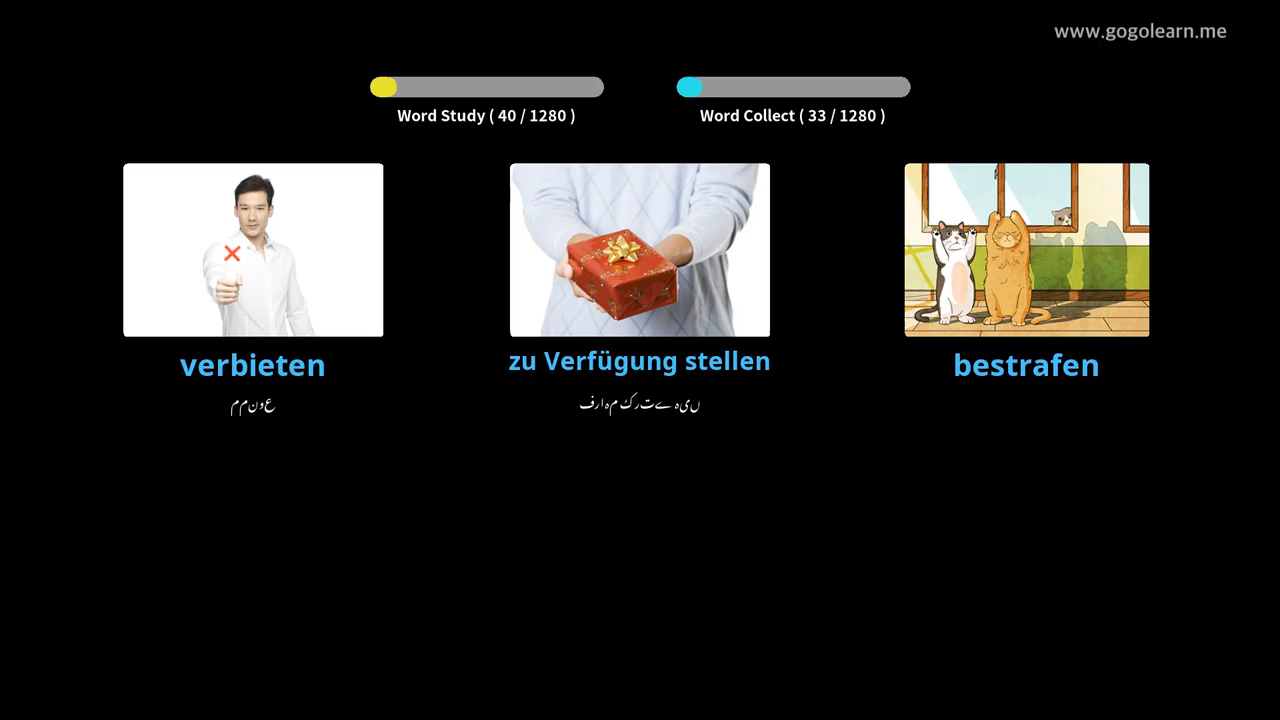 www.gogolearn.me
Word Study ( 40 / 1280 )
Word Collect ( 33 / 1280 )
verbieten
zu Verfügung stellen
bestrafen
ممنوع
فراہم کرتے ہیں